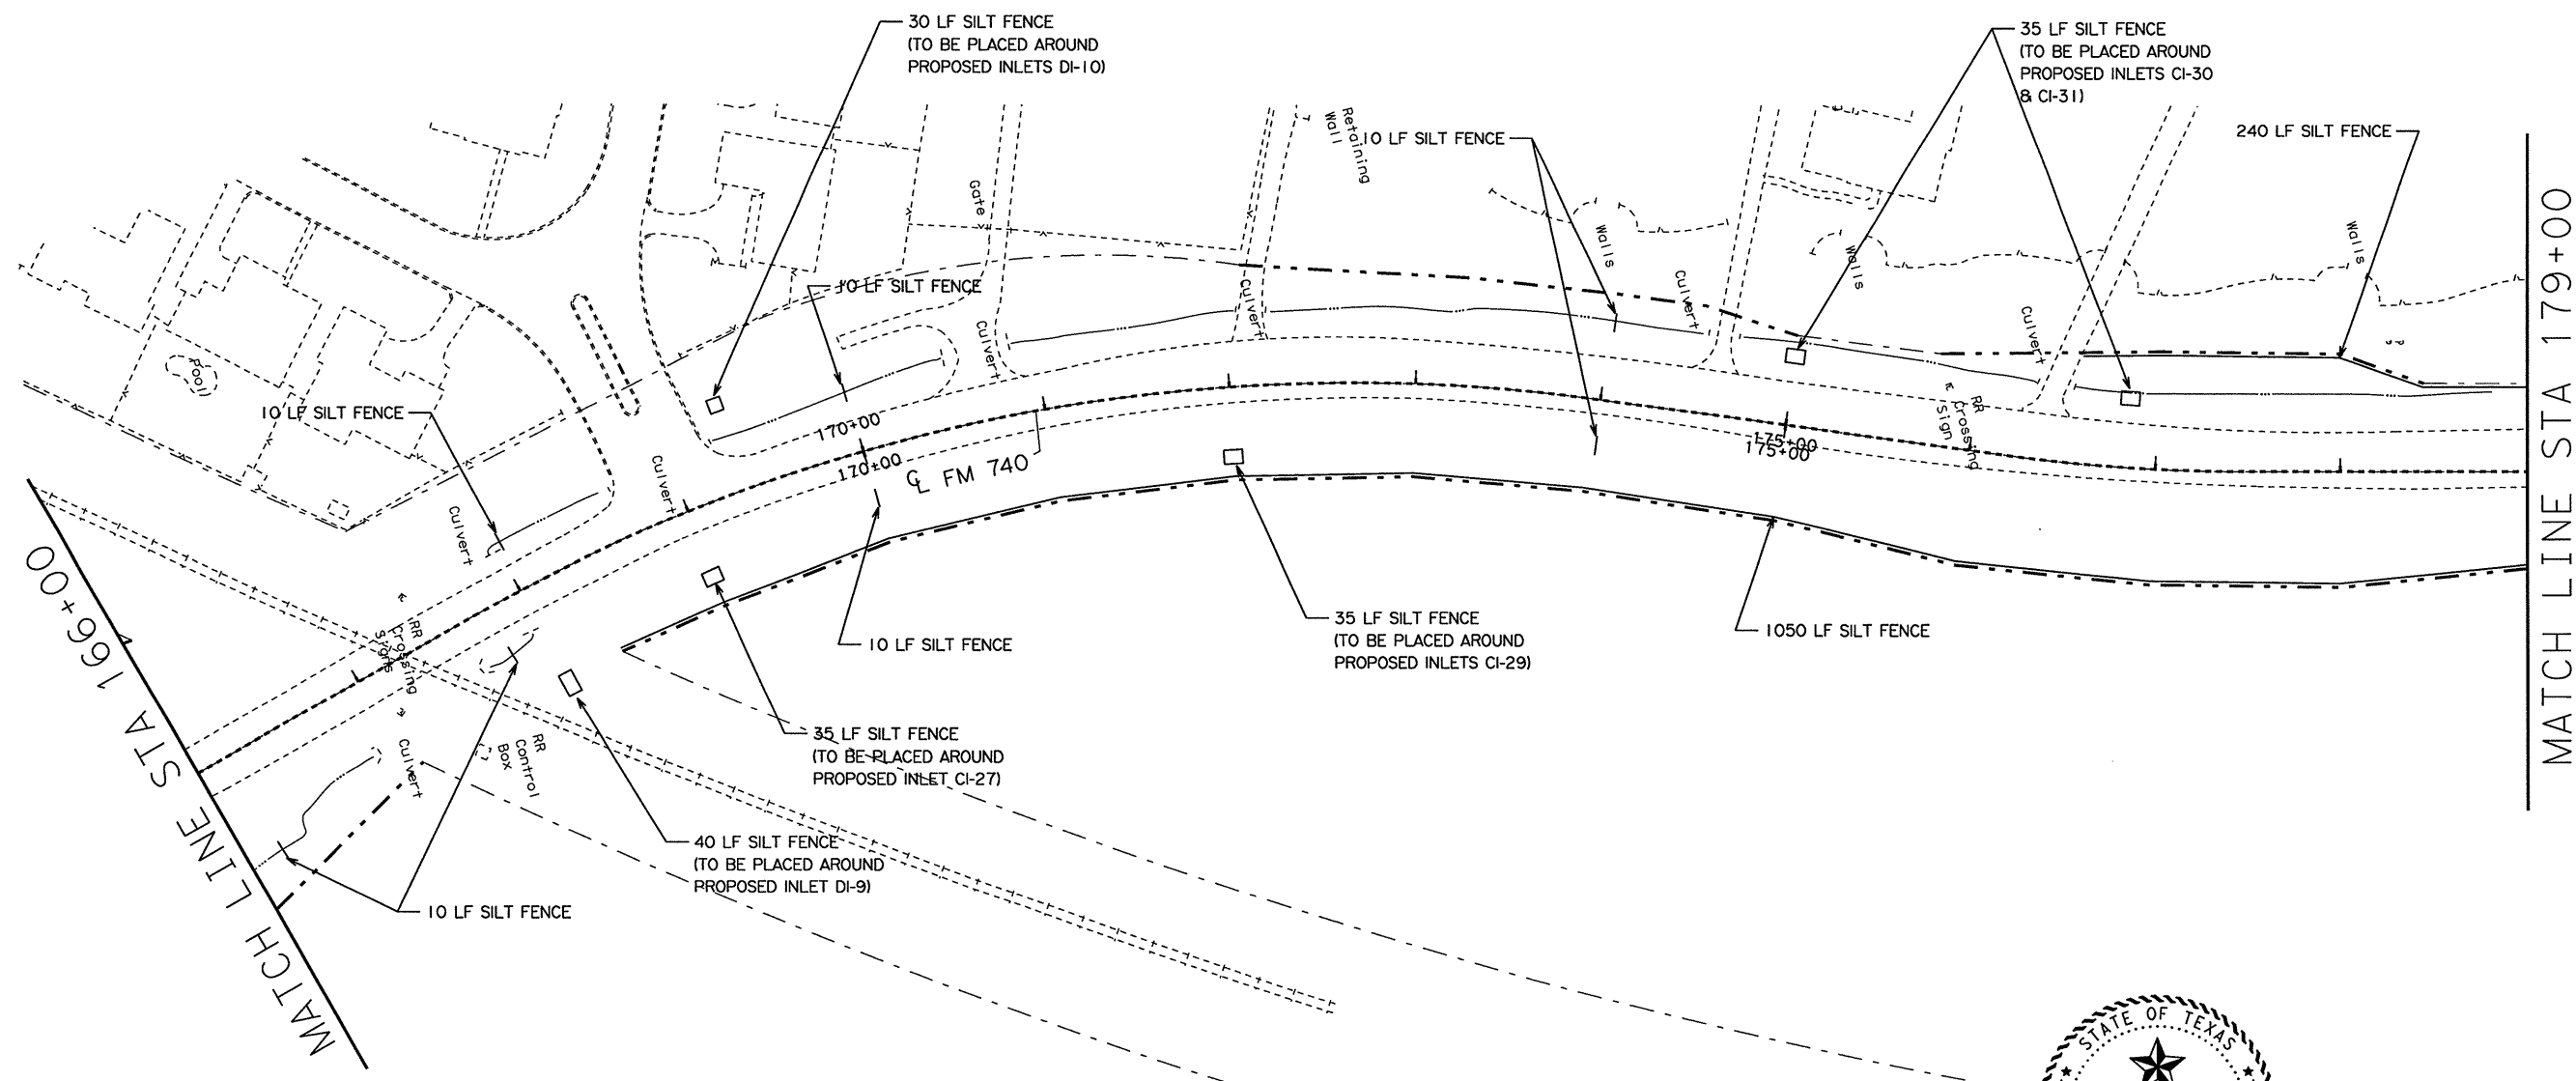 30 LF SILT FENCE
(TO BE PLACED AROUND
PROPOSED INLETS DI-10)
35 LF SILT FENCE
(TO BE PLACED AROUND
PROPOSED INLETS CI-30
& CI-31)
10 LF SILT FENCE
240 LF SILT FENCE
Retaining
Wall
Gate
Walls
Walls
Walls
10 LF SILT FENCE
Culvert
Culvert
Culvert
Culvert
Pool
10 LF SILT FENCE
170+00
170+00
℄ FM 740
175+00
175+00
RR
Crossing
Sign
MATCH LINE STA 179+00
Culvert
Culvert
MATCH LINE STA 166+00
RR
Crossing
Signs
10 LF SILT FENCE
35 LF SILT FENCE
(TO BE PLACED AROUND
PROPOSED INLETS CI-29)
1050 LF SILT FENCE
Culvert
RR
Control
Box
35 LF SILT FENCE
(TO BE PLACED AROUND
PROPOSED INLET CI-27)
40 LF SILT FENCE
(TO BE PLACED AROUND
PROPOSED INLET DI-9)
10 LF SILT FENCE
STATE OF TEXAS